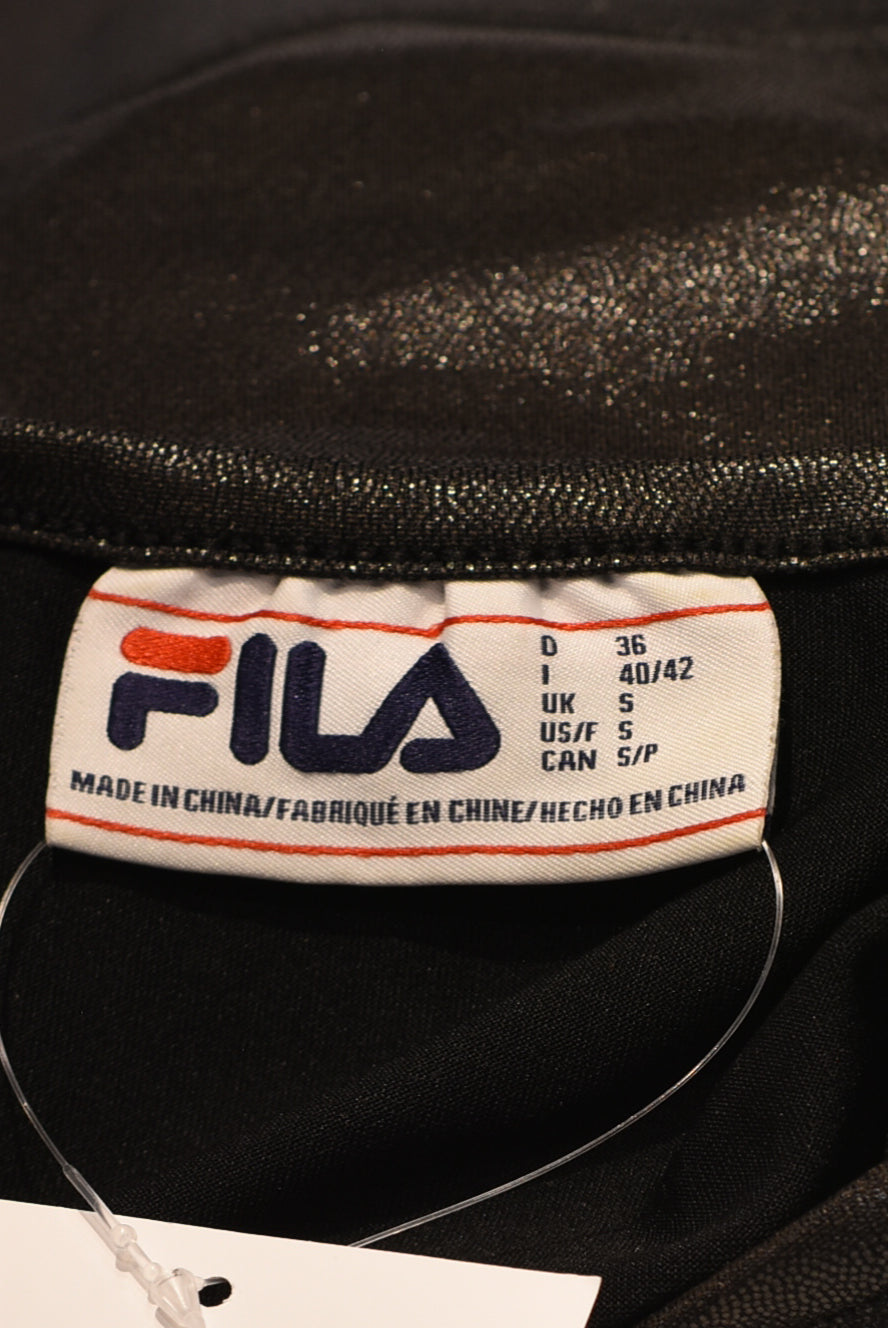 FILA
D 36
I 40/42
UK S
US/F S
CAN S/P
MADE IN CHINA/FABRIQUÉ EN CHINE/HECHO EN CHINA